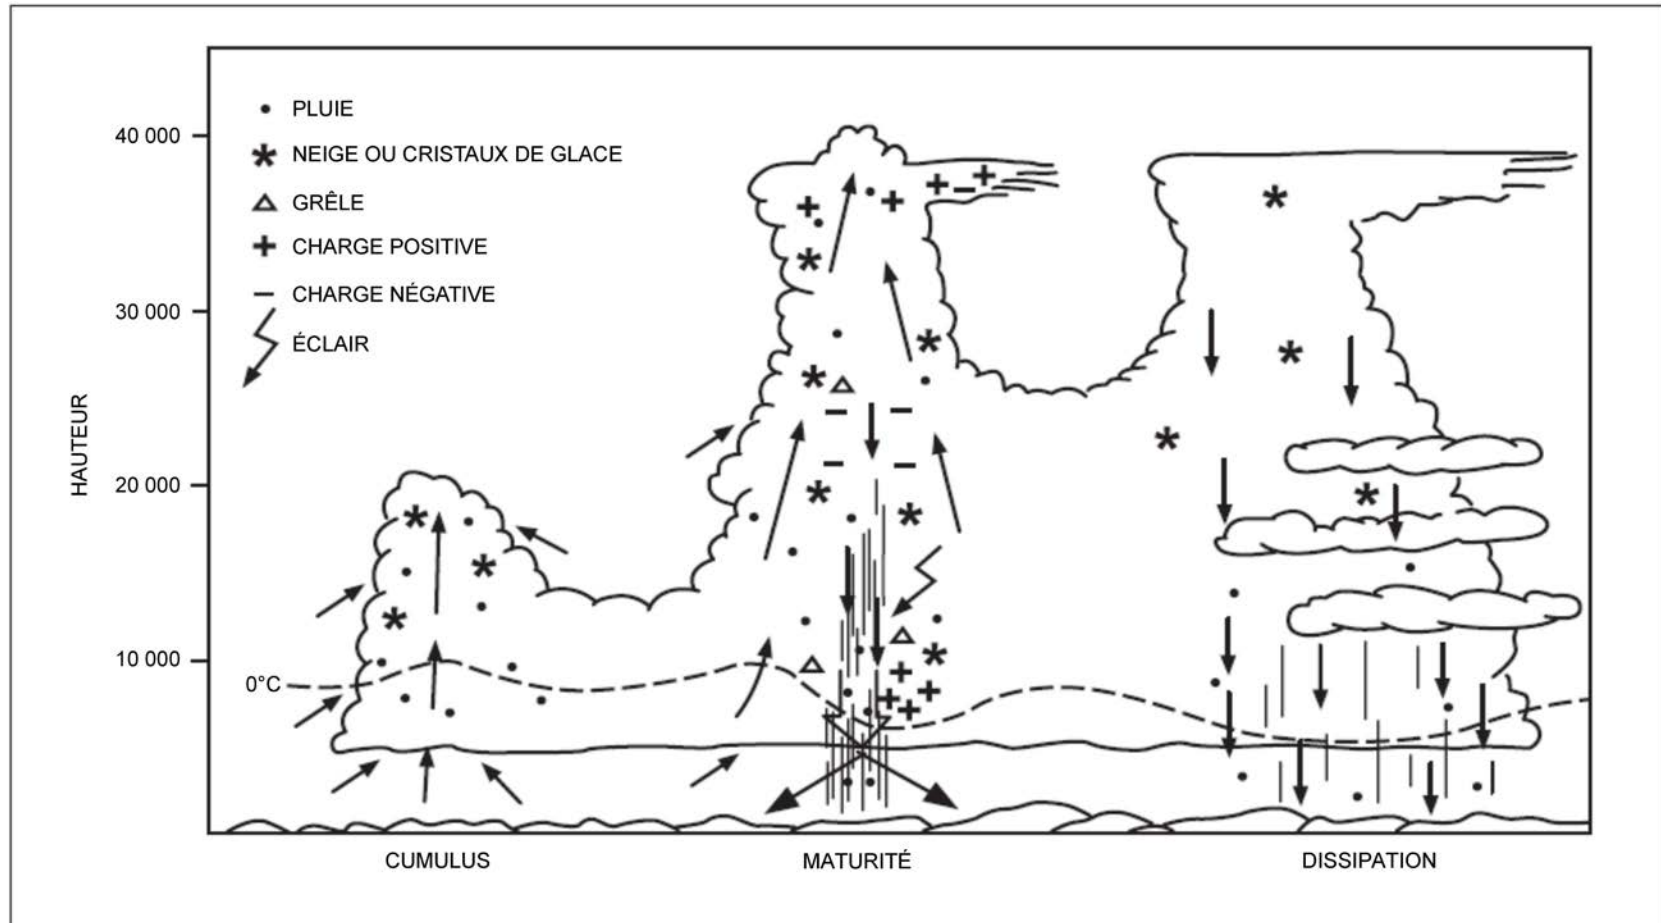 PLUIE
NEIGE OU CRISTAUX DE GLACE
GRÊLE
CHARGE POSITIVE
CHARGE NÉGATIVE
ÉCLAIR
HAUTEUR
40 000
30 000
20 000
10 000
0°C
CUMULUS
MATURITÉ
DISSIPATION